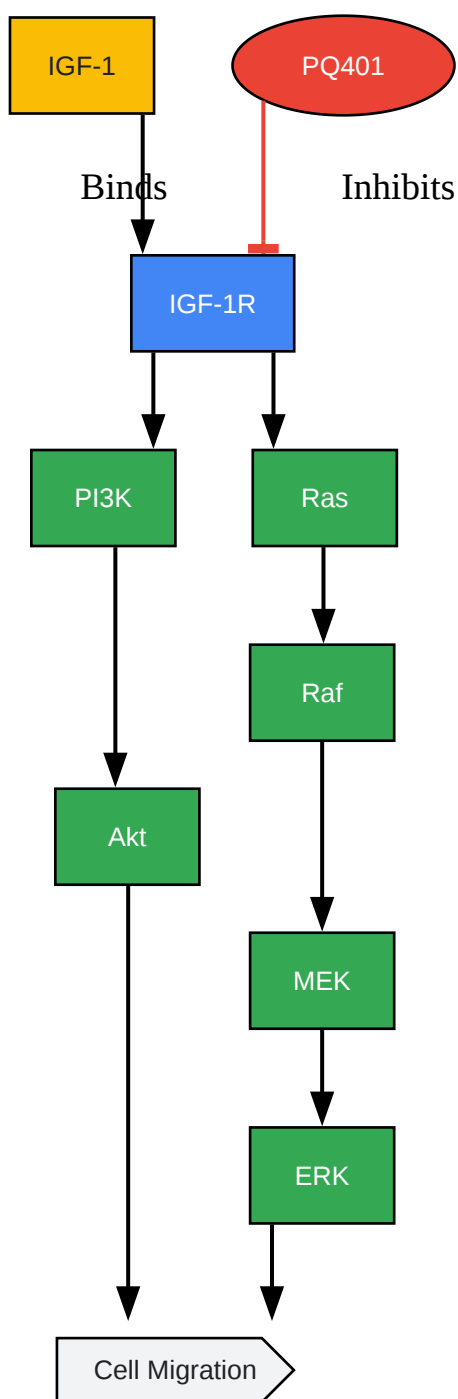 IGF-1
PQ401
Binds
Inhibits
IGF-1R
PI3K
Ras
Raf
Akt
MEK
ERK
Cell Migration